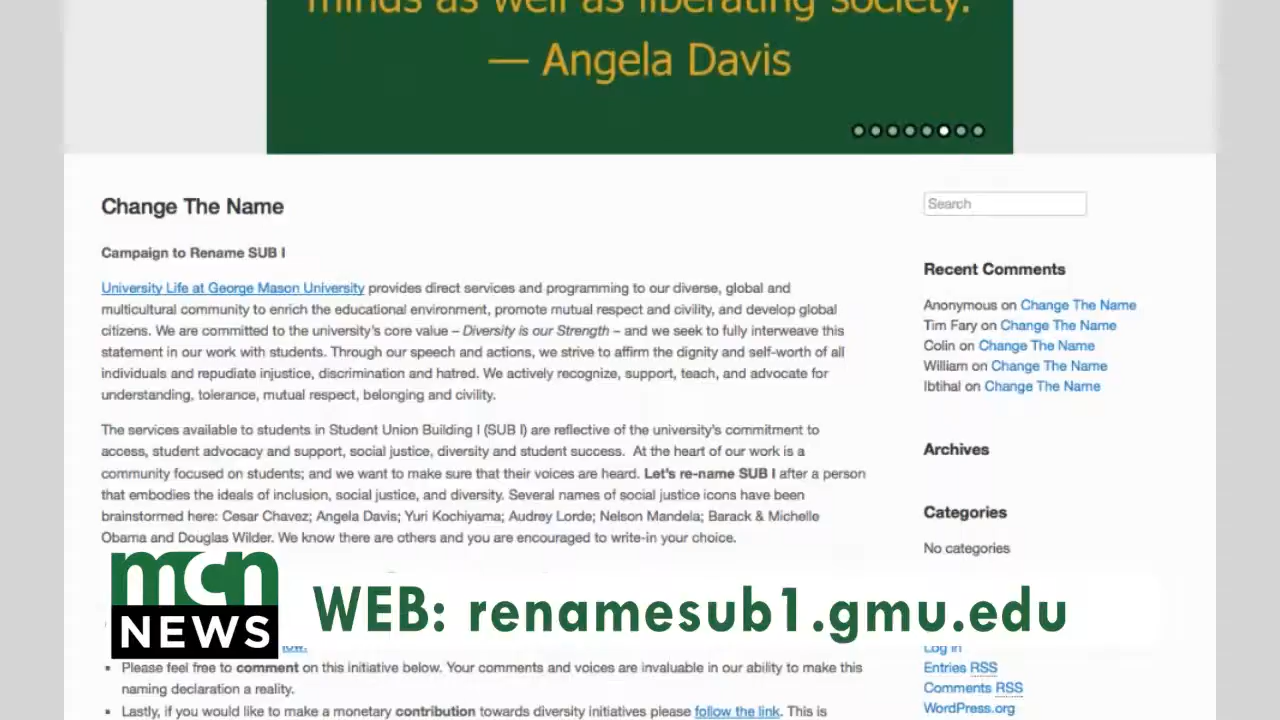 minds as well as liberating society.
— Angela Davis
Change The Name
Campaign to Rename SUB I
University Life at George Mason University provides direct services and programming to our diverse, global and
multicultural community to enrich the educational environment, promote mutual respect and civility, and develop global
citizens. We are committed to the university's core value – Diversity is our Strength – and we seek to fully interweave this
statement in our work with students. Through our speech and actions, we strive to affirm the dignity and self-worth of all
individuals and repudiate injustice, discrimination and hatred. We actively recognize, support, teach, and advocate for
understanding, tolerance, mutual respect, belonging and civility.
The services available to students in Student Union Building I (SUB I) are reflective of the university's commitment to
access, student advocacy and support, social justice, diversity and student success. At the heart of our work is a
community focused on students; and we want to make sure that their voices are heard. Let's re-name SUB I after a person
that embodies the ideals of inclusion, social justice, and diversity. Several names of social justice icons have been
brainstormed here: Cesar Chavez; Angela Davis; Yuri Kochiyama; Audrey Lorde; Nelson Mandela; Barack & Michelle
Obama and Douglas Wilder. We know there are others and you are encouraged to write-in your choice.
Please feel free to comment on this initiative below. Your comments and voices are invaluable in our ability to make this
naming declaration a reality.
Lastly, if you would like to make a monetary contribution towards diversity initiatives please follow the link. This is
Search
Recent Comments
Anonymous on Change The Name
Tim Fary on Change The Name
Colin on Change The Name
William on Change The Name
Ibtihal on Change The Name
Archives
Categories
No categories
Log in
Entries RSS
Comments RSS
WordPress.org
mcn
NEWS
WEB: renamesub1.gmu.edu